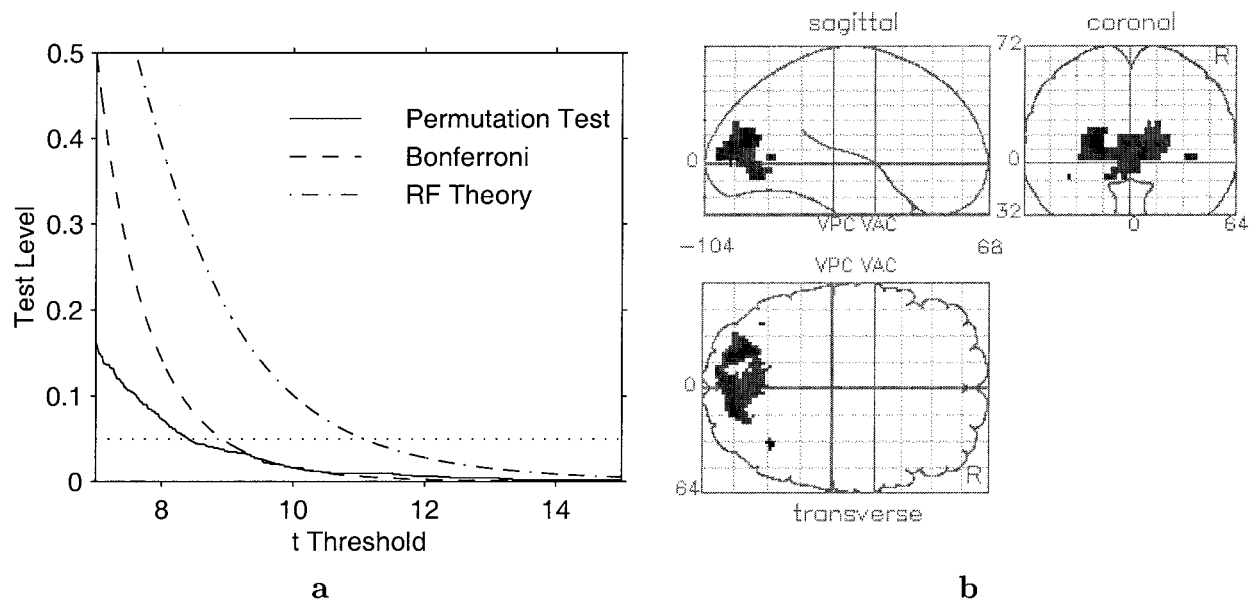 0.5
0.4
0.3
0.2
0.1
0
8
10
12
14
Test Level
t Threshold
Permutation Test
Bonferroni
RF Theory
a
sagittal
coronal
72
R
0
0
32
0
64
VPC VAC
−104
68
VPC VAC
0
64
R
transverse
b